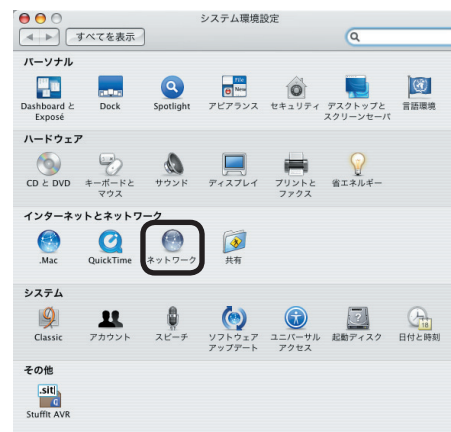 システム環境設定
すべてを表示
パーソナル
File
New
Dashboard と Exposé
Dock
Spotlight
アピアランス
セキュリティ
デスクトップと スクリーンセーバ
言語環境
ハードウェア
CD と DVD
キーボードと マウス
サウンド
ディスプレイ
プリントと ファクス
省エネルギー
インターネットとネットワーク
.Mac
QuickTime
ネットワーク
共有
システム
18
Classic
アカウント
スピーチ
ソフトウェア アップデート
ユニバーサル アクセス
起動ディスク
日付と時刻
その他
.sit
StuffIt AVR